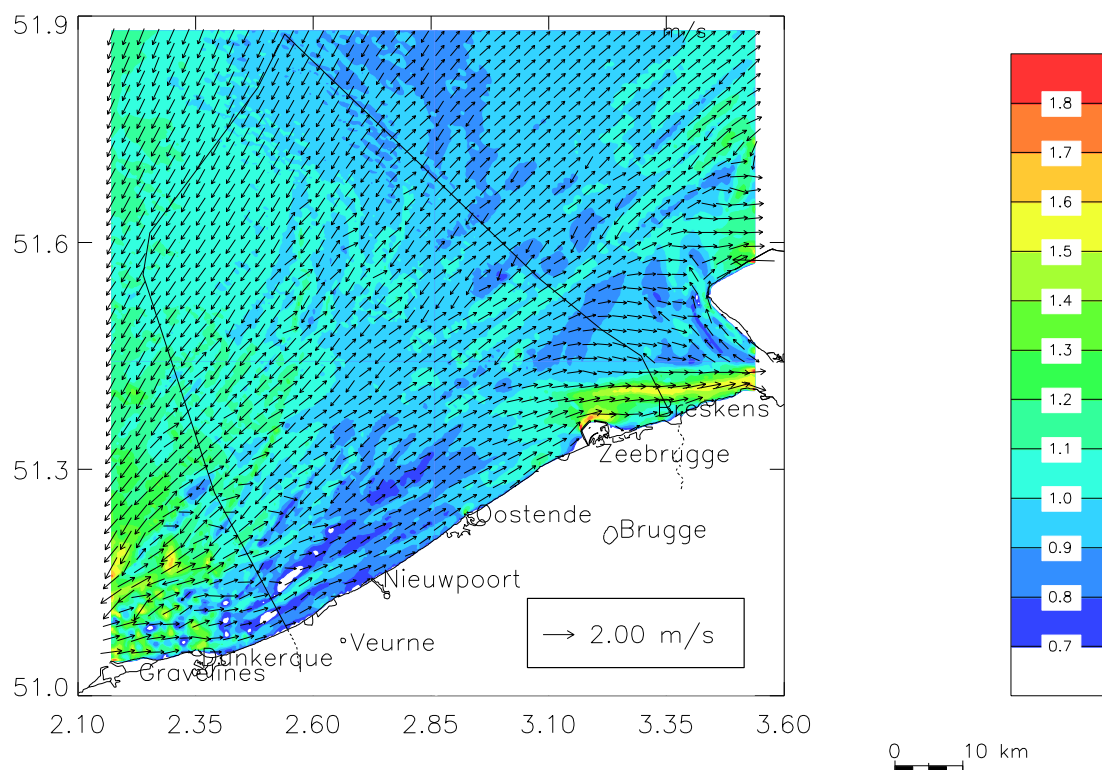 51.9
m/s
1.8
1.7
1.6
51.6
1.5
1.4
1.3
1.2
Breskens
1.1
Zeebrugge
51.3
1.0
Oostende
Brugge
0.9
Nieuwpoort
0.8
2.00 m/s
Veurne
0.7
Dunkerque
Gravelines
51.0
2.10 2.35 2.60 2.85 3.10 3.35 3.60
0 10 km